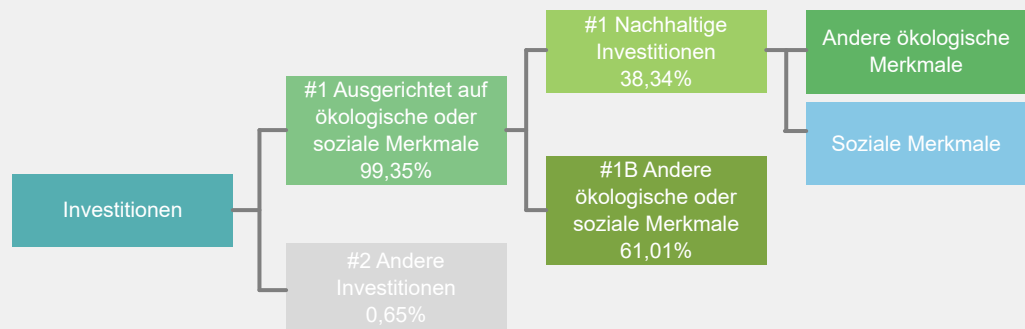 Investitionen
#1 Ausgerichtet auf
ökologische oder
soziale Merkmale
99,35%
#2 Andere
Investitionen
0,65%
#1 Nachhaltige
Investitionen
38,34%
#1B Andere
ökologische oder
soziale Merkmale
61,01%
Andere ökologische
Merkmale
Soziale Merkmale